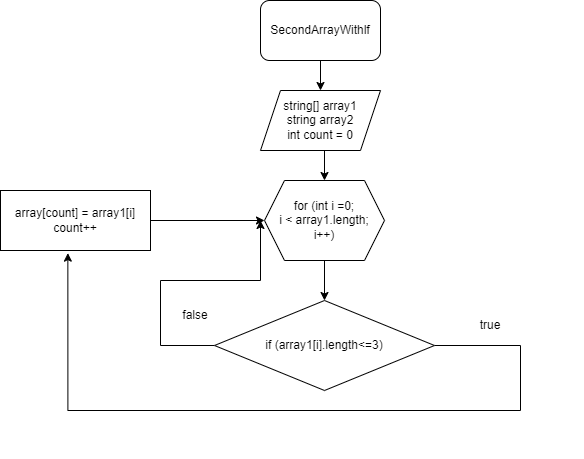 SecondArrayWithIf
string[] array1
string array2
int count = 0
for (int i =0;
i < array1.length;
i++)
array[count] = array1[i]
count++
false
true
if (array1[i].length<=3)